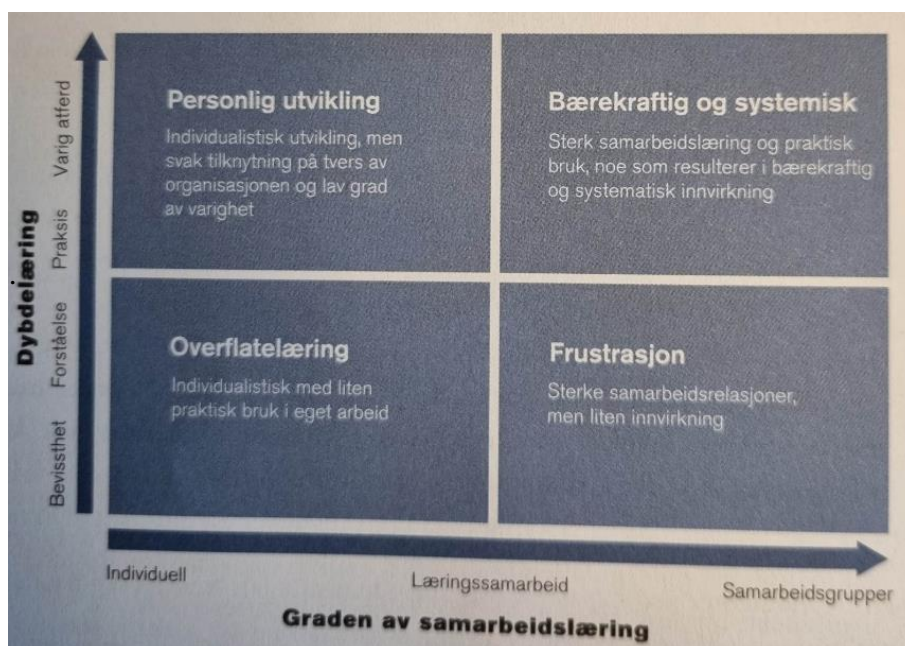 Personlig utvikling
Individualistisk utvikling, men
svak tilknytning på tvers av
organisasjonen og lav grad
av varighet
Bærekraftig og systemisk
Sterk samarbeidslæring og praktisk
bruk, noe som resulterer i bærekraftig
og systematisk innvirkning
Overflatelæring
Individualistisk med liten
praktisk bruk i eget arbeid
Frustrasjon
Sterke samarbeidsrelasjoner,
men liten innvirkning
Dybdelæring
Varig atferd
Praksis
Forståelse
Bevissthet
Individuell
Læringssamarbeid
Samarbeidsgrupper
Graden av samarbeidslæring